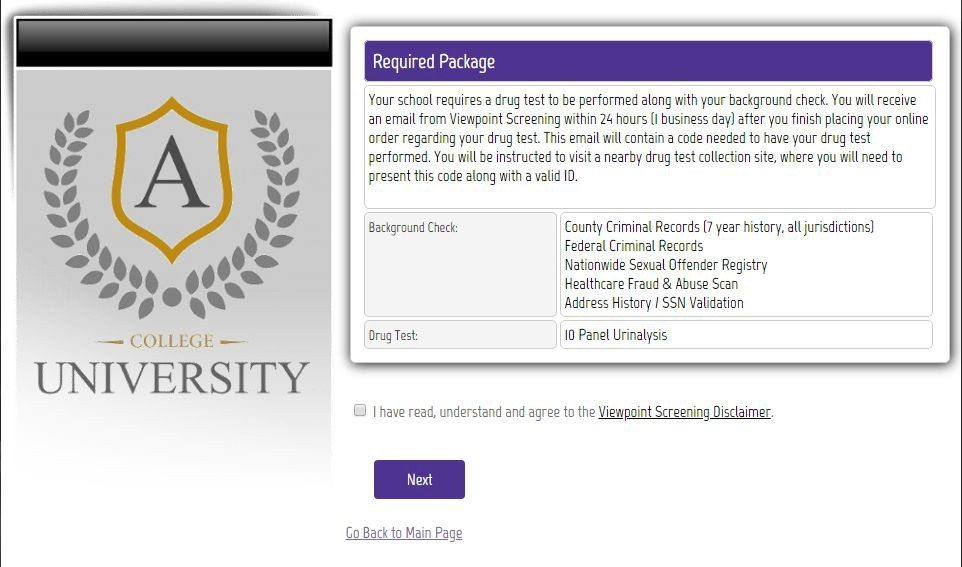 A
COLLEGE
UNIVERSITY
Required Package
Your school requires a drug test to be performed along with your background check. You will receive
an email from Viewpoint Screening within 24 hours (1 business day) after you finish placing your online
order regarding your drug test. This email will contain a code needed to have your drug test
performed. You will be instructed to visit a nearby drug test collection site, where you will need to
present this code along with a valid ID.
Background Check:
County Criminal Records (7 year history, all jurisdictions)
Federal Criminal Records
Nationwide Sexual Offender Registry
Healthcare Fraud & Abuse Scan
Address History / SSN Validation
Drug Test:
10 Panel Urinalysis
I have read, understand and agree to the Viewpoint Screening Disclaimer.
Next
Go Back to Main Page